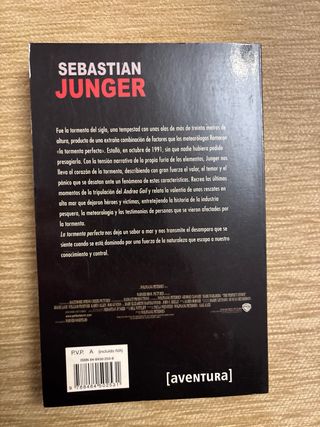 SEBASTIAN
JUNGER
Fue la tormenta del siglo, una tempestad con unas olas de más de treinta metros de
altura, producto de una extraña combinación de factores que los meteorólogos llamaron
«la tormenta perfecta». Estalló, en octubre de 1991, sin que nadie hubiera podido
presagiarlo. Con la tensión narrativa de la propia furia de los elementos, Junger nos
lleva al corazón de la tormenta, describiendo con gran fuerza el valor, el temor y el
pánico que se desatan ante un fenómeno de estas características. Recrea los últimos
momentos de la tripulación del Andrea Gail y relata la valentía de unos rescates en
alta mar que dejaron héroes y víctimas, entretejiendo la historia de la industria
pesquera, la meteorología y los testimonios de personas que se vieron afectadas por
la tormenta.
La tormenta perfecta nos deja un sabor a mar y nos transmite el desamparo que se
siente cuando se está dominado por una fuerza de la naturaleza que escapa a nuestro
conocimiento y control.
P.V.P. A (incluido IVA)
[aventura]